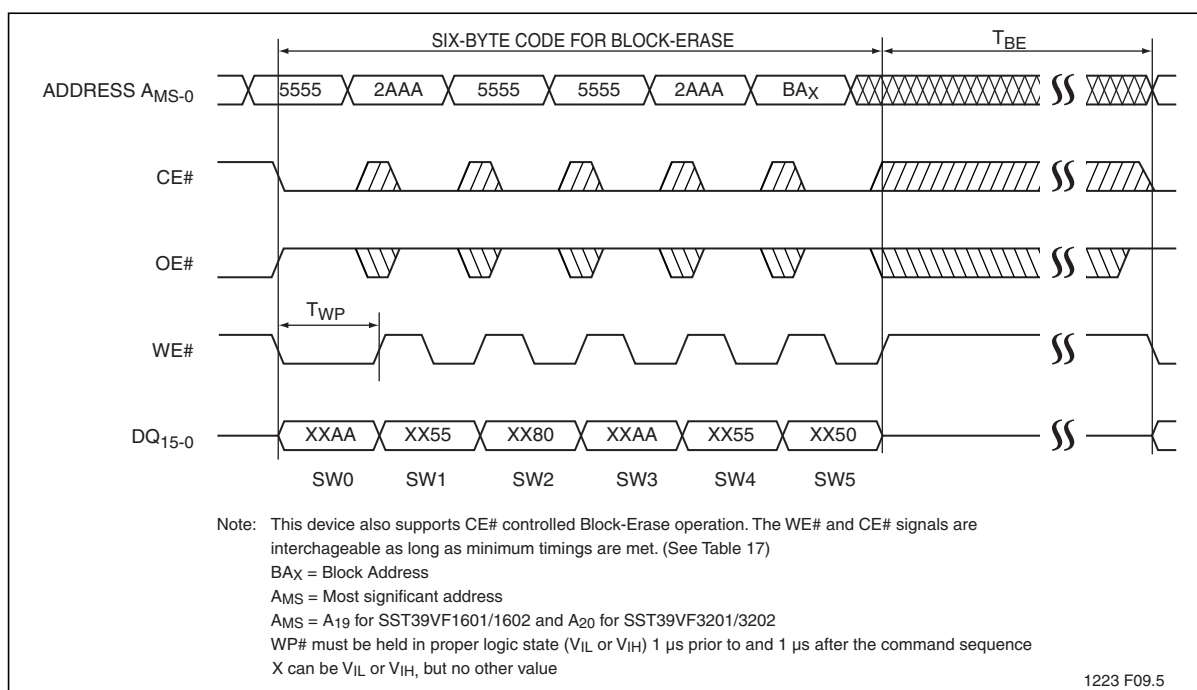 SIX-BYTE CODE FOR BLOCK-ERASE TBE
ADDRESS AMS-0 5555 2AAA 5555 5555 2AAA BAX
CE#
OE#
TWP
WE#
DQ15-0 XXAA XX55 XX80 XXAA XX55 XX50
SW0 SW1 SW2 SW3 SW4 SW5
Note: This device also supports CE# controlled Block-Erase operation. The WE# and CE# signals are
interchageable as long as minimum timings are met. (See Table 17)
BAX = Block Address
AMS = Most significant address
AMS = A19 for SST39VF1601/1602 and A20 for SST39VF3201/3202
WP# must be held in proper logic state (VIL or VIH) 1 µs prior to and 1 µs after the command sequence
X can be VIL or VIH, but no other value
1223 F09.5